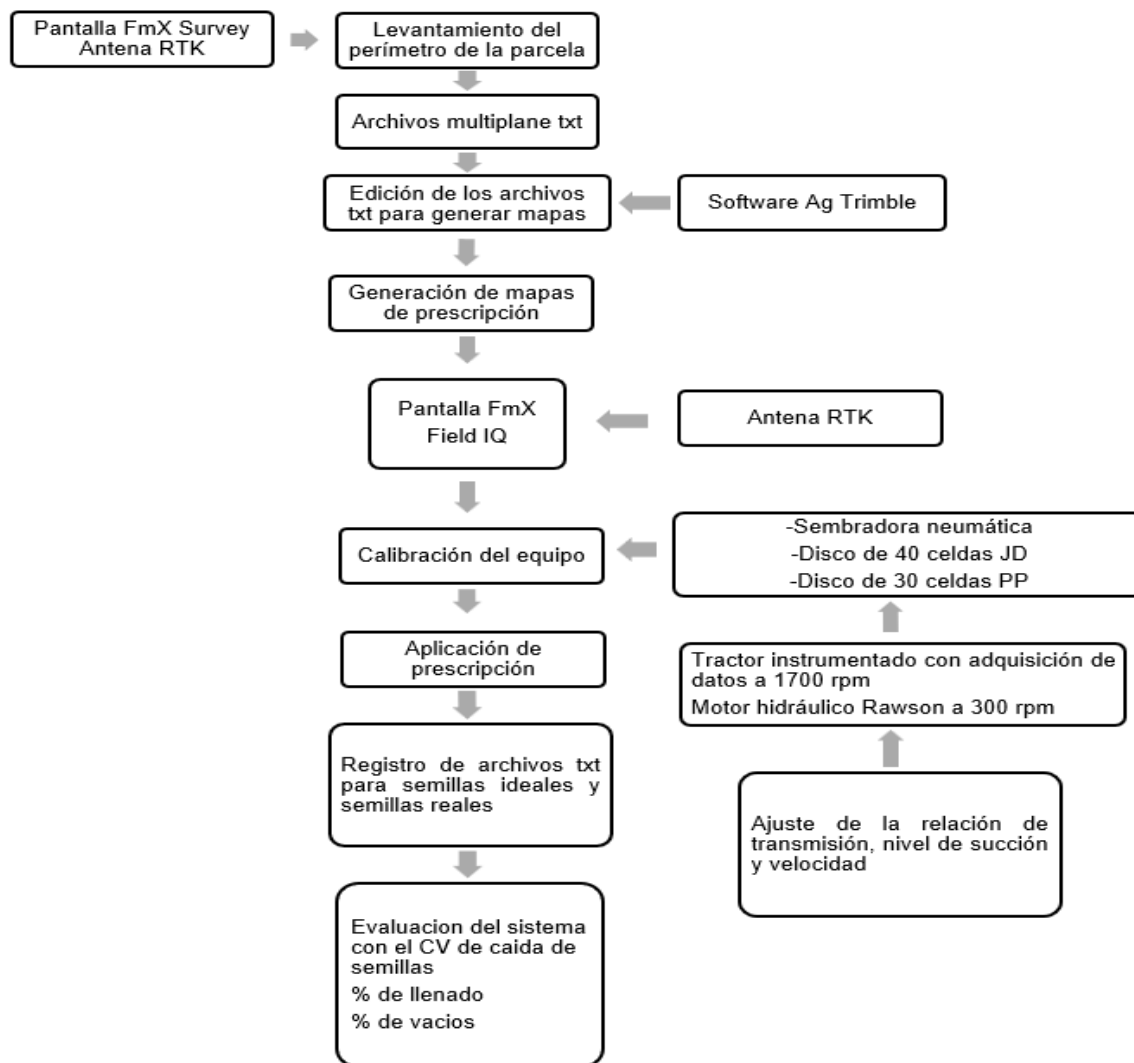 Pantalla FmX Survey
Antena RTK
Levantamiento del
perímetro de la parcela
Archivos multiplane txt
Edición de los archivos
txt para generar mapas
Software Ag Trimble
Generación de mapas
de prescripción
Pantalla FmX
Field IQ
Antena RTK
Calibración del equipo
-Sembradora neumática
-Disco de 40 celdas JD
-Disco de 30 celdas PP
Aplicación de
prescripción
Tractor instrumentado con adquisición de
datos a 1700 rpm
Motor hidráulico Rawson a 300 rpm
Registro de archivos txt
para semillas ideales y
semillas reales
Ajuste de la relación de
transmisión, nivel de succión
y velocidad
Evaluacion del sistema
con el CV de caida de
semillas
% de llenado
% de vacios